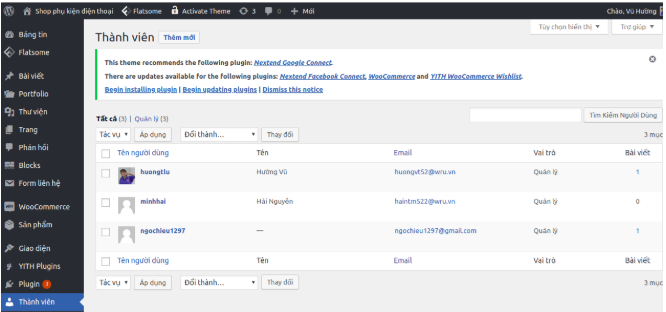 Shop phụ kiện điện thoại Flatsome Activate Theme 3 0 + Mới Chào, Vũ Hường
Bảng tin
Flatsome
Bài viết
Portfolio
Thư viện
Trang
Phản hồi
Blocks
Form liên hệ
WooCommerce
Sản phẩm
Giao diện
YITH Plugins
Plugin 3
Thành viên
Tùy chọn hiển thị ▼ Trợ giúp ▼
Thành viên Thêm mới
This theme recommends the following plugin: Nextend Google Connect.
There are updates available for the following plugins: Nextend Facebook Connect, WooCommerce and YITH WooCommerce Wishlist.
Begin installing plugin | Begin updating plugins | Dismiss this notice
Tất cả (3) | Quản lý (3)
Tìm Kiếm Người Dùng
Tác vụ ▼ Áp dụng Đổi thành... ▼ Thay đổi 3 mục
Tên người dùng Tên Email Vai trò Bài viết
huongtlu Hường Vũ huongvt52@wru.vn Quản lý 1
minhhai Hải Nguyễn haintm522@wru.vn Quản lý 0
ngochieu1297 — ngochieu1297@gmail.com Quản lý 1
Tên người dùng Tên Email Vai trò Bài viết
Tác vụ ▼ Áp dụng Đổi thành... ▼ Thay đổi 3 mục